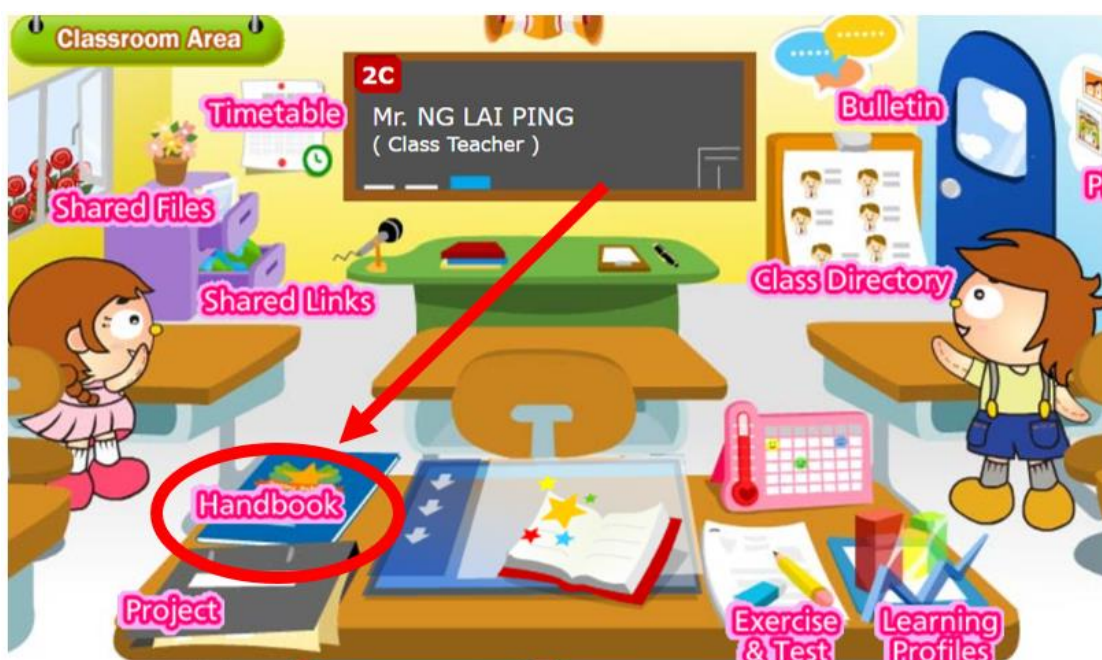 Classroom Area
2C
Timetable
Mr. NG LAI PING
( Class Teacher )
Bulletin
Shared Files
Shared Links
Class Directory
Handbook
Project
Exercise
& Test
Learning
Profiles